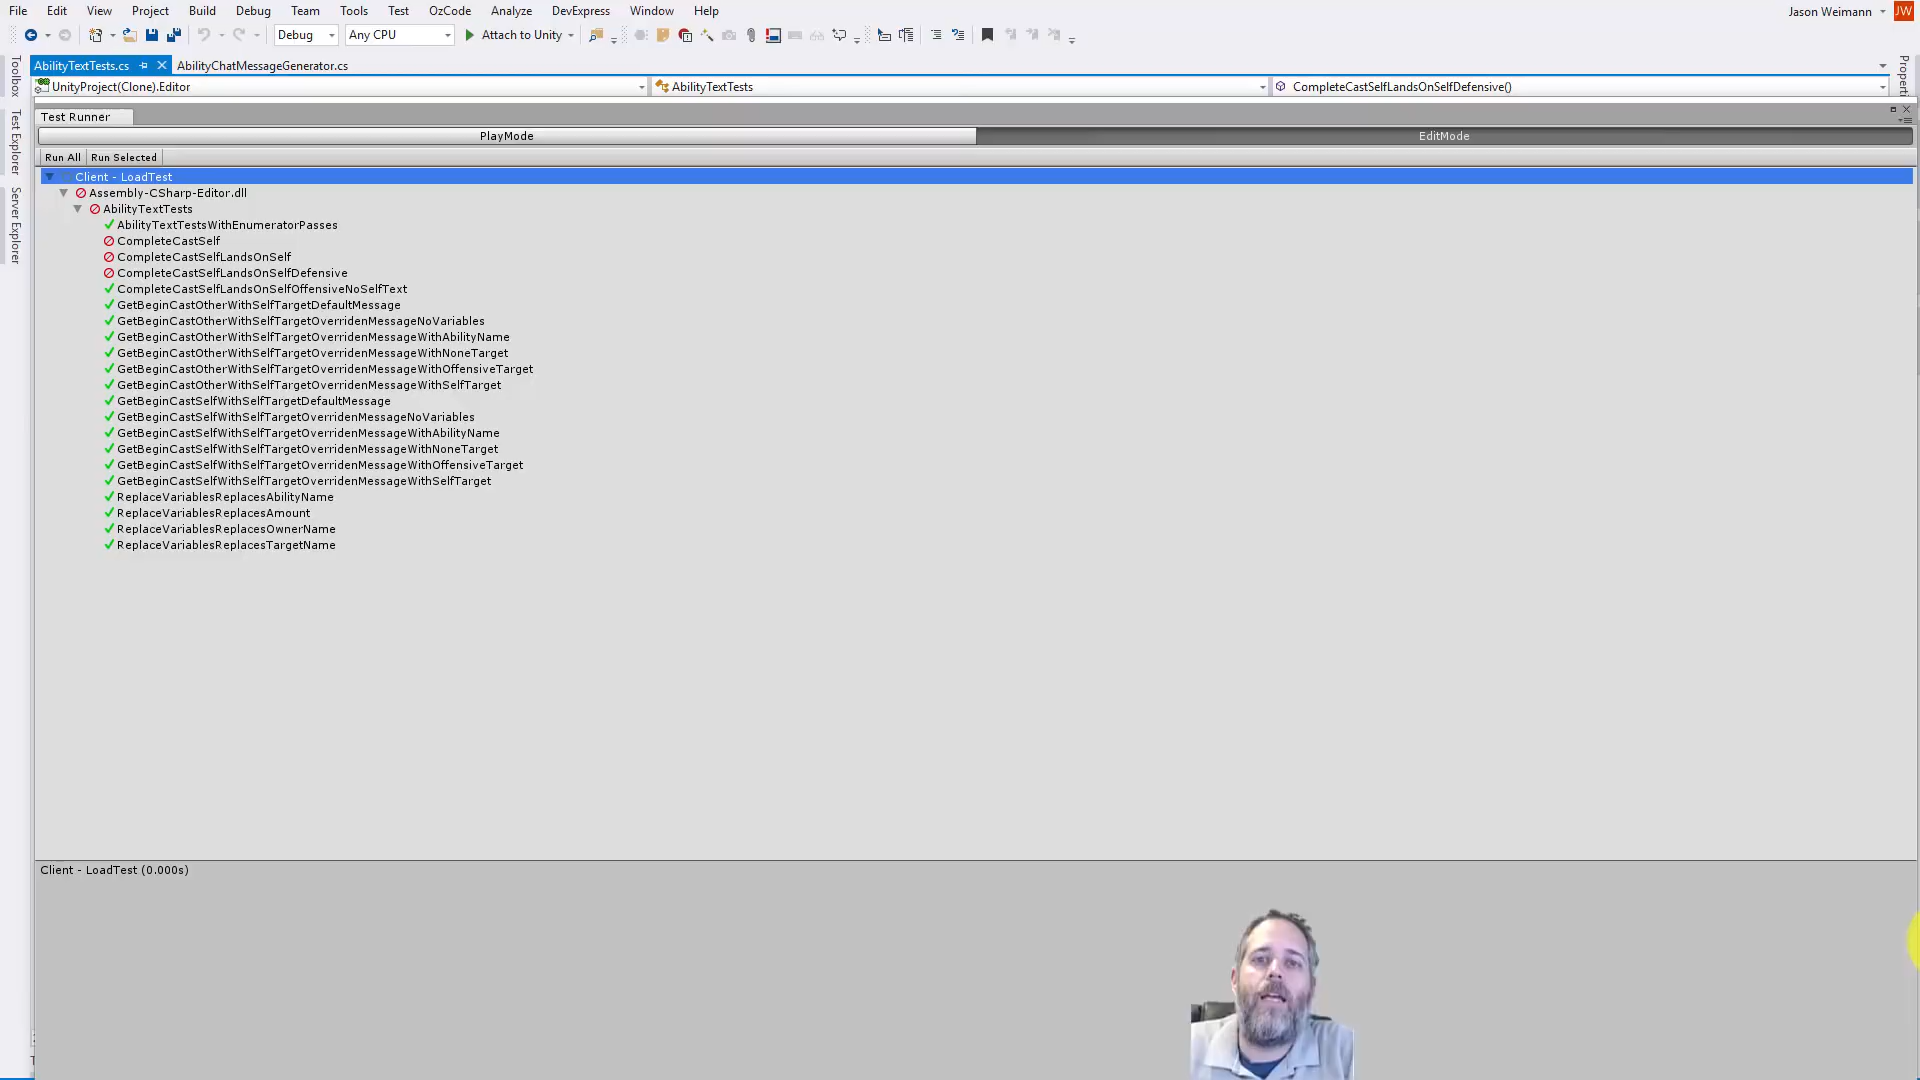 File Edit View Project Build Debug Team Tools Test OzCode Analyze DevExpress Window Help Jason Weimann JW
Debug Any CPU Attach to Unity
AbilityTextTests.cs AbilityChatMessageGenerator.cs
UnityProject(Clone).Editor AbilityTextTests CompleteCastSelfLandsOnSelfDefensive()
Toolbox
Test Explorer
Server Explorer
Test Runner
PlayMode EditMode
Run All Run Selected
Client - LoadTest
Assembly-CSharp-Editor.dll
AbilityTextTests
AbilityTextTestsWithEnumeratorPasses
CompleteCastSelf
CompleteCastSelfLandsOnSelf
CompleteCastSelfLandsOnSelfDefensive
CompleteCastSelfLandsOnSelfOffensiveNoSelfText
GetBeginCastOtherWithSelfTargetDefaultMessage
GetBeginCastOtherWithSelfTargetOverridenMessageNoVariables
GetBeginCastOtherWithSelfTargetOverridenMessageWithAbilityName
GetBeginCastOtherWithSelfTargetOverridenMessageWithNoneTarget
GetBeginCastOtherWithSelfTargetOverridenMessageWithOffensiveTarget
GetBeginCastOtherWithSelfTargetOverridenMessageWithSelfTarget
GetBeginCastSelfWithSelfTargetDefaultMessage
GetBeginCastSelfWithSelfTargetOverridenMessageNoVariables
GetBeginCastSelfWithSelfTargetOverridenMessageWithAbilityName
GetBeginCastSelfWithSelfTargetOverridenMessageWithNoneTarget
GetBeginCastSelfWithSelfTargetOverridenMessageWithOffensiveTarget
GetBeginCastSelfWithSelfTargetOverridenMessageWithSelfTarget
ReplaceVariablesReplacesAbilityName
ReplaceVariablesReplacesAmount
ReplaceVariablesReplacesOwnerName
ReplaceVariablesReplacesTargetName
Client - LoadTest (0.000s)